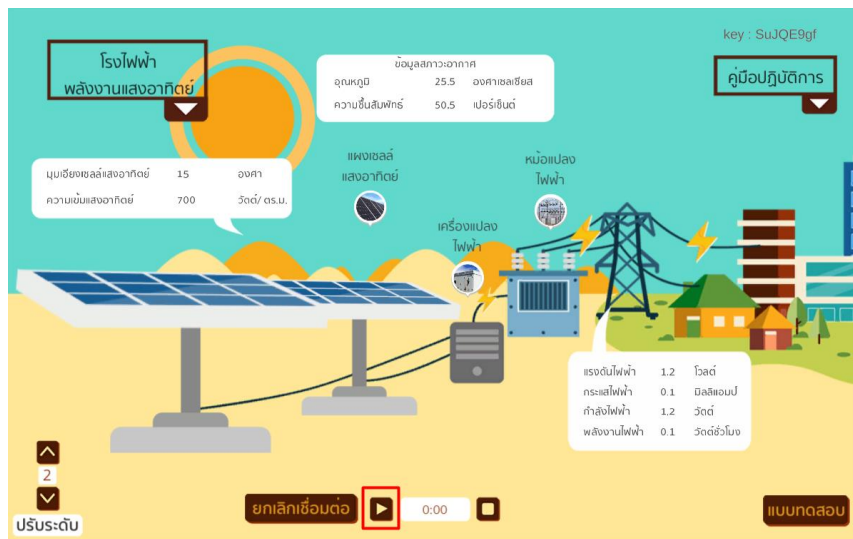 key : SuJQE9gf
โรงไฟฟ้า
พลังงานแสงอาทิตย์
ข้อมูลสภาวะอากาศ
อุณหภูมิ 25.5 องศาเซลเซียส
ความชื้นสัมพัทธ์ 50.5 เปอร์เซ็นต์
คู่มือปฏิบัติการ
มุมเอียงเซลล์แสงอาทิตย์ 15 องศา
ความเข้มแสงอาทิตย์ 700 วัตต์/ ตร.ม.
แผงเซลล์
แสงอาทิตย์
หม้อแปลง
ไฟฟ้า
เครื่องแปลง
ไฟฟ้า
แรงดันไฟฟ้า 1.2 โวลต์
กระแสไฟฟ้า 0.1 มิลลิแอมป์
กำลังไฟฟ้า 1.2 วัตต์
พลังงานไฟฟ้า 0.1 วัตต์ชั่วโมง
2
ปรับระดับ
ยกเลิกเชื่อมต่อ
0:00
แบบทดสอบ